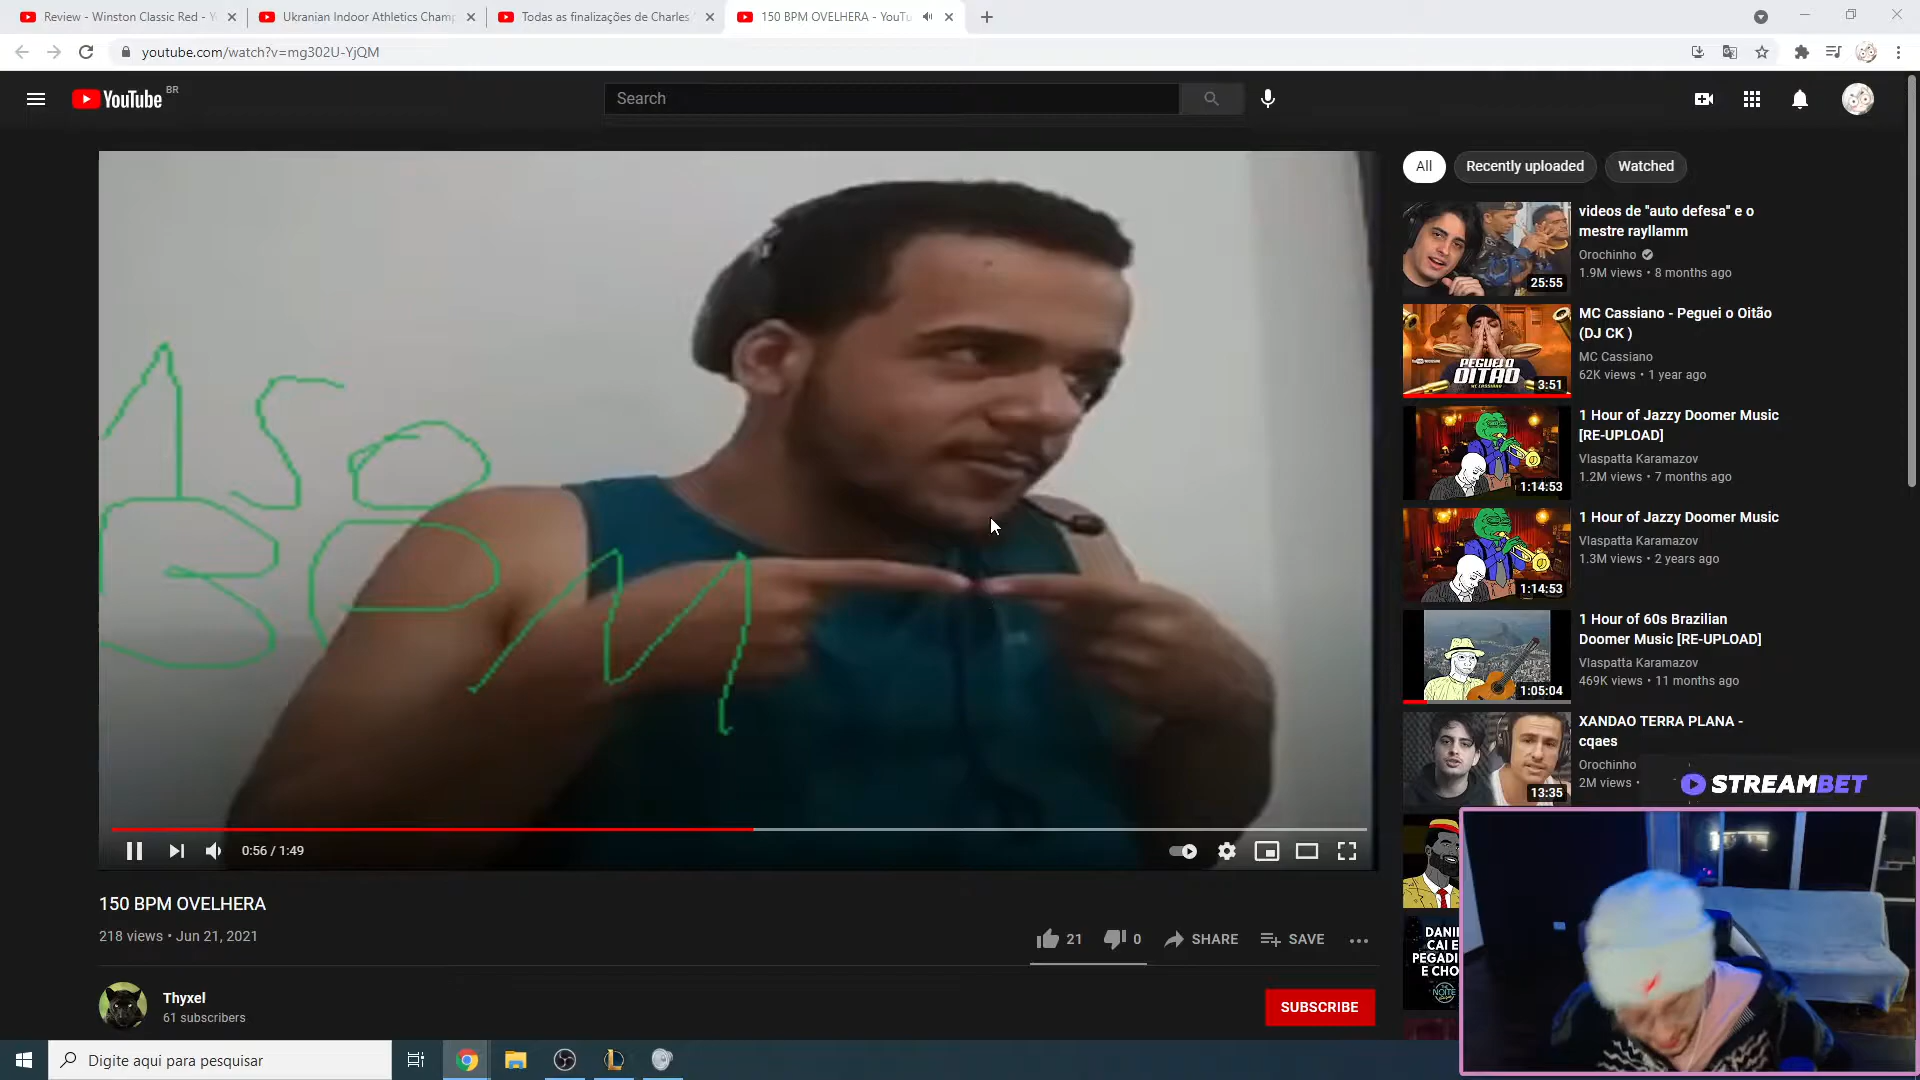 Review - Winston Classic Red - Y
Ukranian Indoor Athletics Champ
Todas as finalizações de Charles
150 BPM OVELHERA - YouTu
youtube.com/watch?v=mg302U-YjQM
YouTube BR
Search
150
BPM
0:56 / 1:49
150 BPM OVELHERA
218 views • Jun 21, 2021
21
0
SHARE
SAVE
Thyxel
61 subscribers
SUBSCRIBE
All
Recently uploaded
Watched
25:55
videos de "auto defesa" e o
mestre rayllamm
Orochinho
1.9M views • 8 months ago
PEGUEI O
OITÃO
3:51
MC Cassiano - Peguei o Oitão
(DJ CK )
MC Cassiano
62K views • 1 year ago
1:14:53
1 Hour of Jazzy Doomer Music
[RE-UPLOAD]
Vlaspatta Karamazov
1.2M views • 7 months ago
1:14:53
1 Hour of Jazzy Doomer Music
Vlaspatta Karamazov
1.3M views • 2 years ago
1:05:04
1 Hour of 60s Brazilian
Doomer Music [RE-UPLOAD]
Vlaspatta Karamazov
469K views • 11 months ago
13:35
XANDAO TERRA PLANA -
cqaes
Orochinho
2M views •
STREAMBET
DANI
CAI E
PEGADI
E CHO
NOITE
Digite aqui para pesquisar